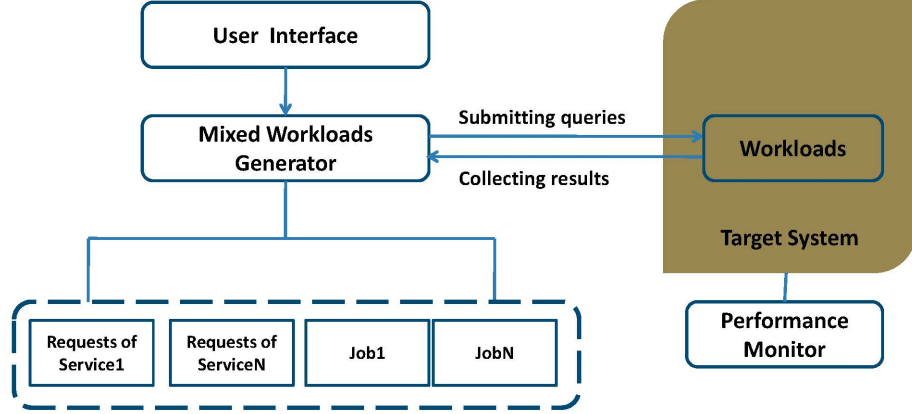 User Interface
Mixed Workloads
Generator
Submitting queries
Collecting results
Workloads
Target System
Performance
Monitor
Requests of
Service1
Requests of
ServiceN
Job1
JobN